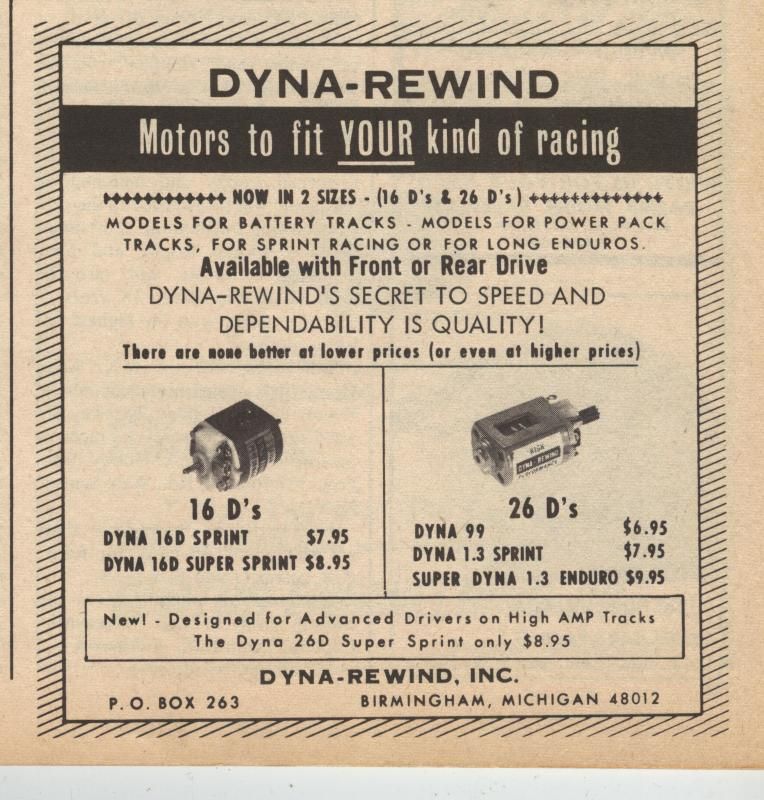 DYNA-REWIND
Motors to fit YOUR kind of racing
NOW IN 2 SIZES - (16 D's & 26 D's)
MODELS FOR BATTERY TRACKS - MODELS FOR POWER PACK
TRACKS, FOR SPRINT RACING OR FOR LONG ENDUROS.
Available with Front or Rear Drive
DYNA-REWIND'S SECRET TO SPEED AND
DEPENDABILITY IS QUALITY!
There are none better at lower prices (or even at higher prices)
16 D's
DYNA 16D SPRINT $7.95
DYNA 16D SUPER SPRINT $8.95
HIGH
DYNA-REWIND
PERFORMANCE
26 D's
DYNA 99 $6.95
DYNA 1.3 SPRINT $7.95
SUPER DYNA 1.3 ENDURO $9.95
New! - Designed for Advanced Drivers on High AMP Tracks
The Dyna 26D Super Sprint only $8.95
DYNA-REWIND, INC.
P.O. BOX 263 BIRMINGHAM, MICHIGAN 48012